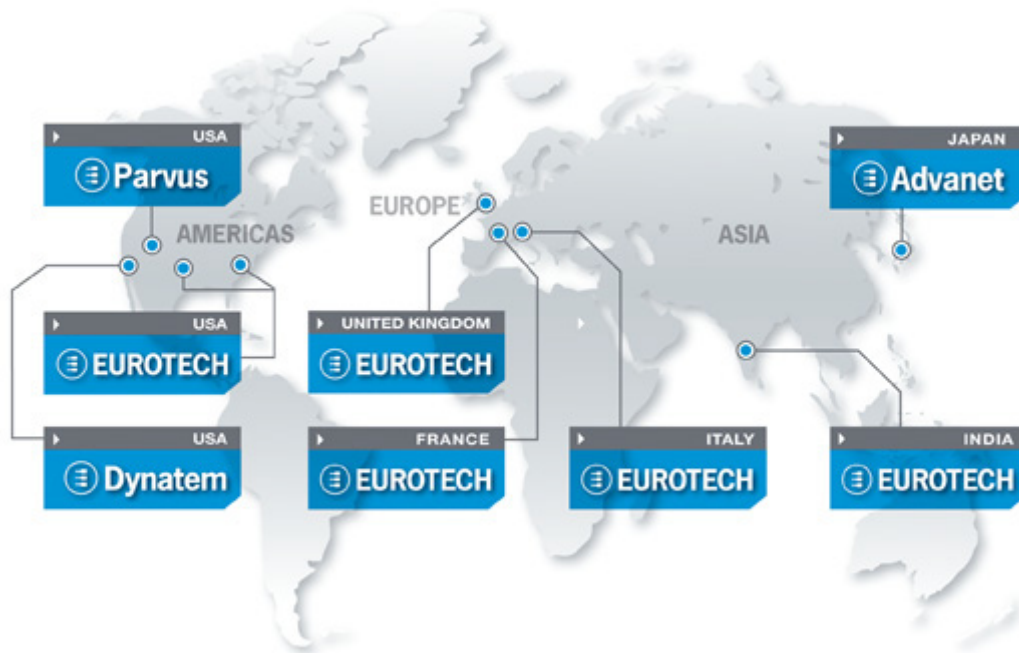 USA
Parvus
JAPAN
Advanet
EUROPE
AMERICAS
ASIA
USA
EUROTECH
UNITED KINGDOM
EUROTECH
USA
Dynatem
FRANCE
EUROTECH
ITALY
EUROTECH
INDIA
EUROTECH